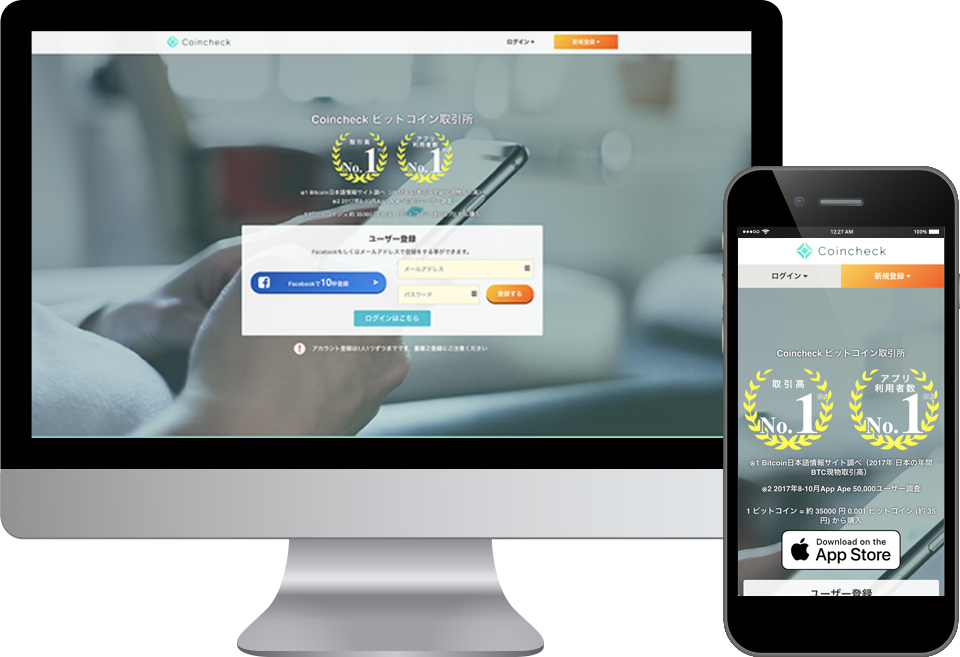 Coincheck
ログイン
新規登録
Coincheck ビットコイン取引所
取引高
No.1
アプリ
利用者数
No.1
※1 Bitcoin日本語情報サイト調べ
※2 2017年8-10月App Ape 50,000ユーザー調査
ユーザー登録
Facebookもしくはメールアドレスで登録をする事ができます。
Facebookで10秒登録
メールアドレス
パスワード
登録する
ログインはこちら
アカウント登録は1人1つずつまでです。重複ご登録にご注意ください
12:27 AM
100%
Coincheck
ログイン
新規登録
Coincheck ビットコイン取引所
取引高
※1
No.1
アプリ
利用者数
※2
No.1
※1 Bitcoin日本語情報サイト調べ（2017年 日本の年間
BTC現物取引高）
※2 2017年8-10月App Ape 50,000ユーザー調査
1 ビットコイン = 約 35000 円 0.001 ビットコイン (約 35
円) から購入
Download on the
App Store
ユーザー登録